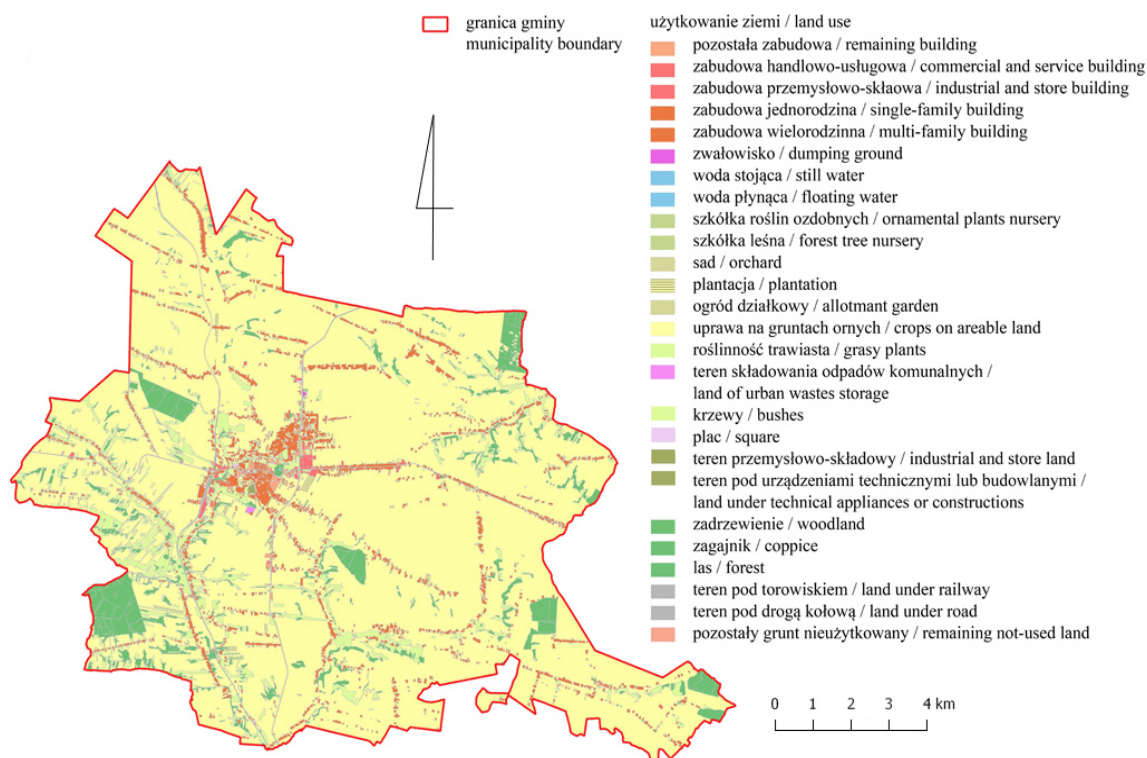 granica gminy
municipality boundary
użytkowanie ziemi / land use
pozostała zabudowa / remaining building
zabudowa handlowo-usługowa / commercial and service building
zabudowa przemysłowo-skłaowa / industrial and store building
zabudowa jednorodzina / single-family building
zabudowa wielorodzinna / multi-family building
zwałowisko / dumping ground
woda stojąca / still water
woda płynąca / floating water
szkółka roślin ozdobnych / ornamental plants nursery
szkółka leśna / forest tree nursery
sad / orchard
plantacja / plantation
ogród działkowy / allotmant garden
uprawa na gruntach ornych / crops on areable land
roślinność trawiasta / grasy plants
teren składowania odpadów komunalnych /
land of urban wastes storage
krzewy / bushes
plac / square
teren przemysłowo-składowy / industrial and store land
teren pod urządzeniami technicznymi lub budowlanymi /
land under technical appliances or constructions
zadrzewienie / woodland
zagajnik / coppice
las / forest
teren pod torowiskiem / land under railway
teren pod drogą kołową / land under road
pozostały grunt nieużytkowany / remaining not-used land
0 1 2 3 4 km